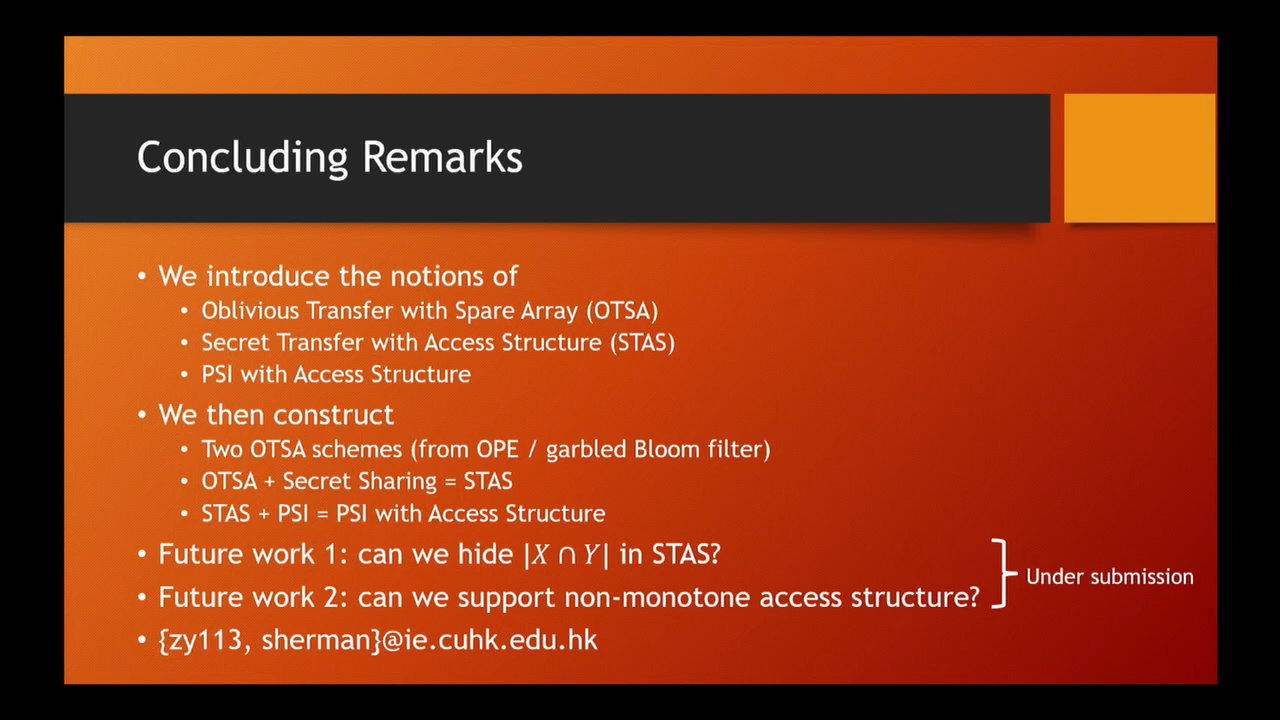 Concluding Remarks
• We introduce the notions of
• Oblivious Transfer with Spare Array (OTSA)
• Secret Transfer with Access Structure (STAS)
• PSI with Access Structure
• We then construct
• Two OTSA schemes (from OPE / garbled Bloom filter)
• OTSA + Secret Sharing = STAS
• STAS + PSI = PSI with Access Structure
• Future work 1: can we hide |X ∩ Y| in STAS?
• Future work 2: can we support non-monotone access structure?
Under submission
• {zy113, sherman}@ie.cuhk.edu.hk